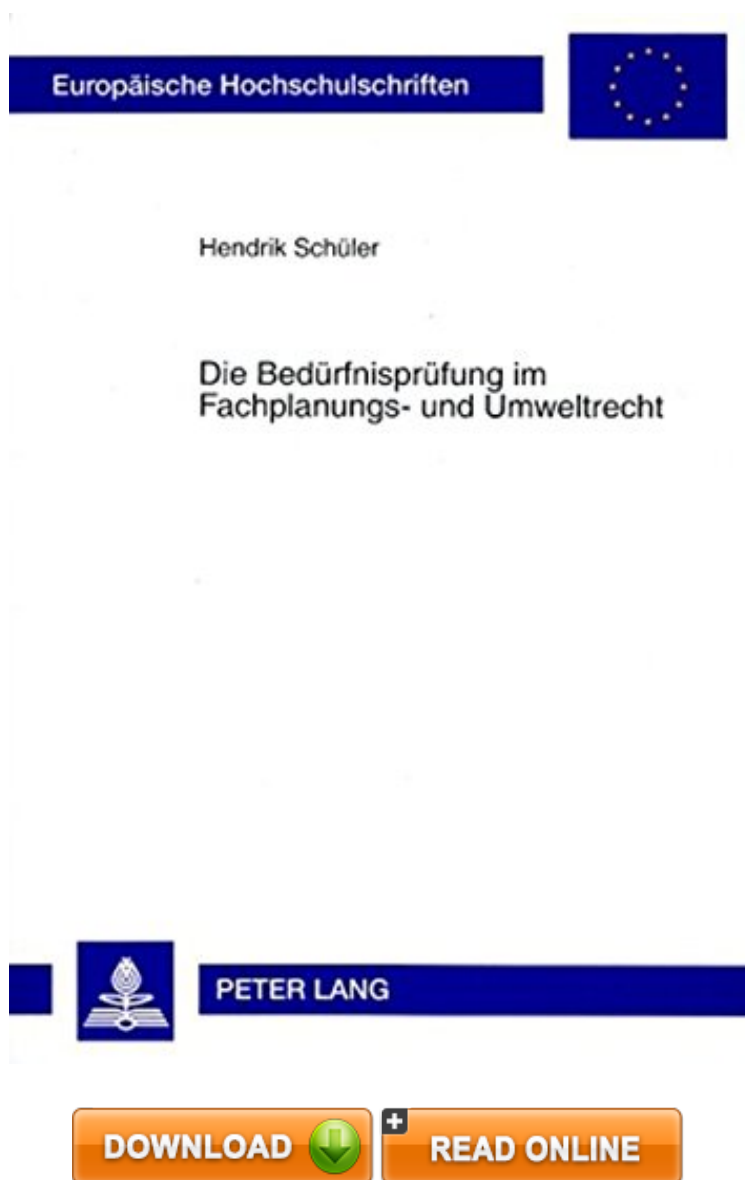 Europäische Hochschulschriften
Hendrik Schüler
Die Bedürfnisprüfung im
Fachplanungs- und Umweltrecht
PETER LANG
DOWNLOAD
READ ONLINE